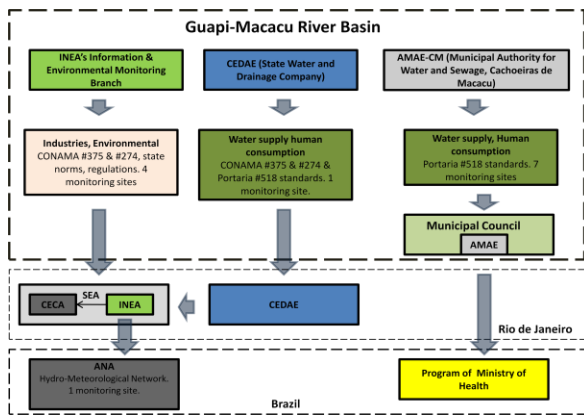 Guapi-Macacu River Basin
INEA's Information &
Environmental Monitoring
Branch
CEDAE (State Water and
Drainage Company)
AMAE-CM (Municipal Authority for
Water and Sewage, Cachoeiras de
Macacu)
Industries, Environmental
CONAMA #375 & #274, state
norms, regulations. 4
monitoring sites
Water supply human
consumption
CONAMA #375 & #274 &
Portaria #518 standards. 1
monitoring site.
Water supply, Human
consumption
Portaria #518 standards. 7
monitoring sites
Municipal Council
AMAE
CECA
SEA
INEA
CEDAE
Rio de Janeiro
ANA
Hydro-Meteorological Network.
1 monitoring site.
Program of Ministry of
Health
Brazil